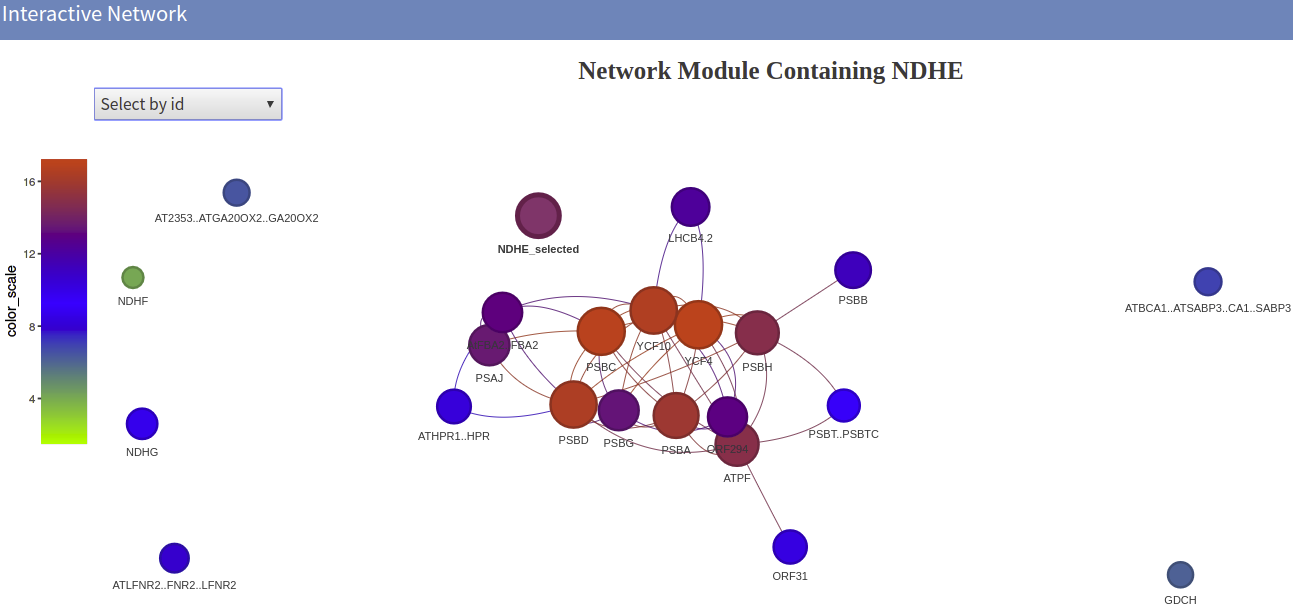 Interactive Network
Network Module Containing NDHE
Select by id
16
12
8
4
color_scale
AT2353..ATGA20OX2..GA20OX2
NDHE_selected
LHCB4.2
NDHF
PSBB
ATBCA1..ATSABP3..CA1..SABP3
FBA2
YCF10
YCF4
PSBC
PSBH
PSAJ
ATHPR1..HPR
PSBD
PSBG
PSBA
ORF294
PSBT..PSBTC
NDHG
ATPF
ORF31
ATLFNR2..FNR2..LFNR2
GDCH